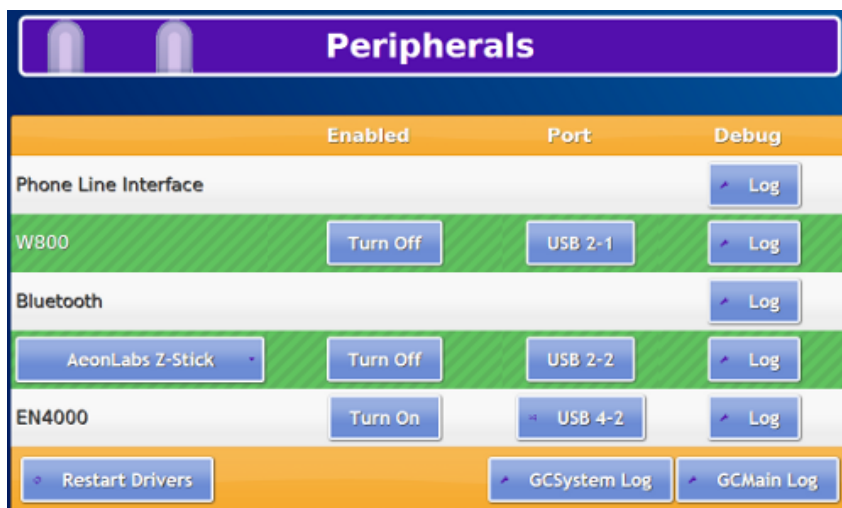 Peripherals
Enabled Port Debug
Phone Line Interface Log
W800 Turn Off USB 2-1 Log
Bluetooth Log
AeonLabs Z-Stick Turn Off USB 2-2 Log
EN4000 Turn On USB 4-2 Log
Restart Drivers GCSystem Log GCMain Log